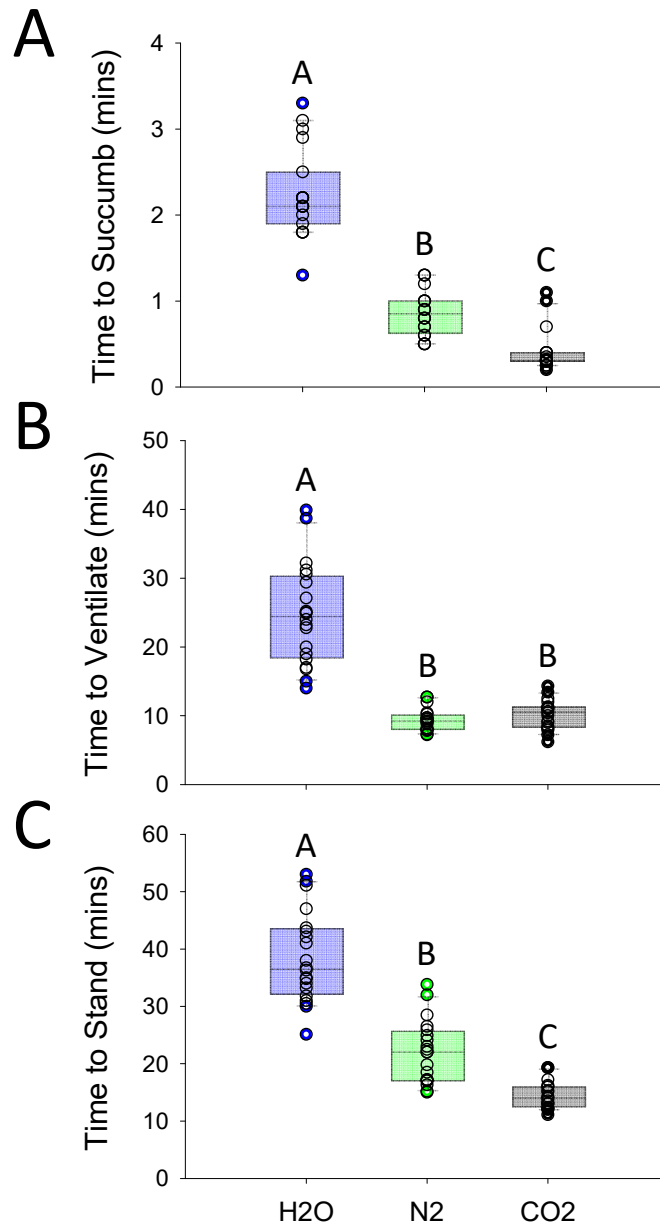 A
Time to Succumb (mins)
4
3
2
1
0
A
B
C
B
Time to Ventilate (mins)
50
40
30
20
10
0
A
B
B
C
Time to Stand (mins)
60
50
40
30
20
10
0
A
B
C
H2O N2 CO2